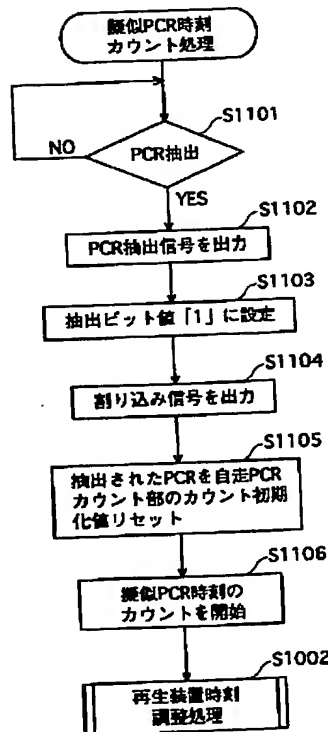 擬似PCR時刻
カウント処理
S1101
NO
PCR抽出
YES
S1102
PCR抽出信号を出力
S1103
抽出ビット値「1」に設定
S1104
割り込み信号を出力
S1105
抽出されたPCRを自走PCR
カウント部のカウント初期
化値リセット
S1106
擬似PCR時刻の
カウントを開始
S1002
再生装置時刻
調整処理